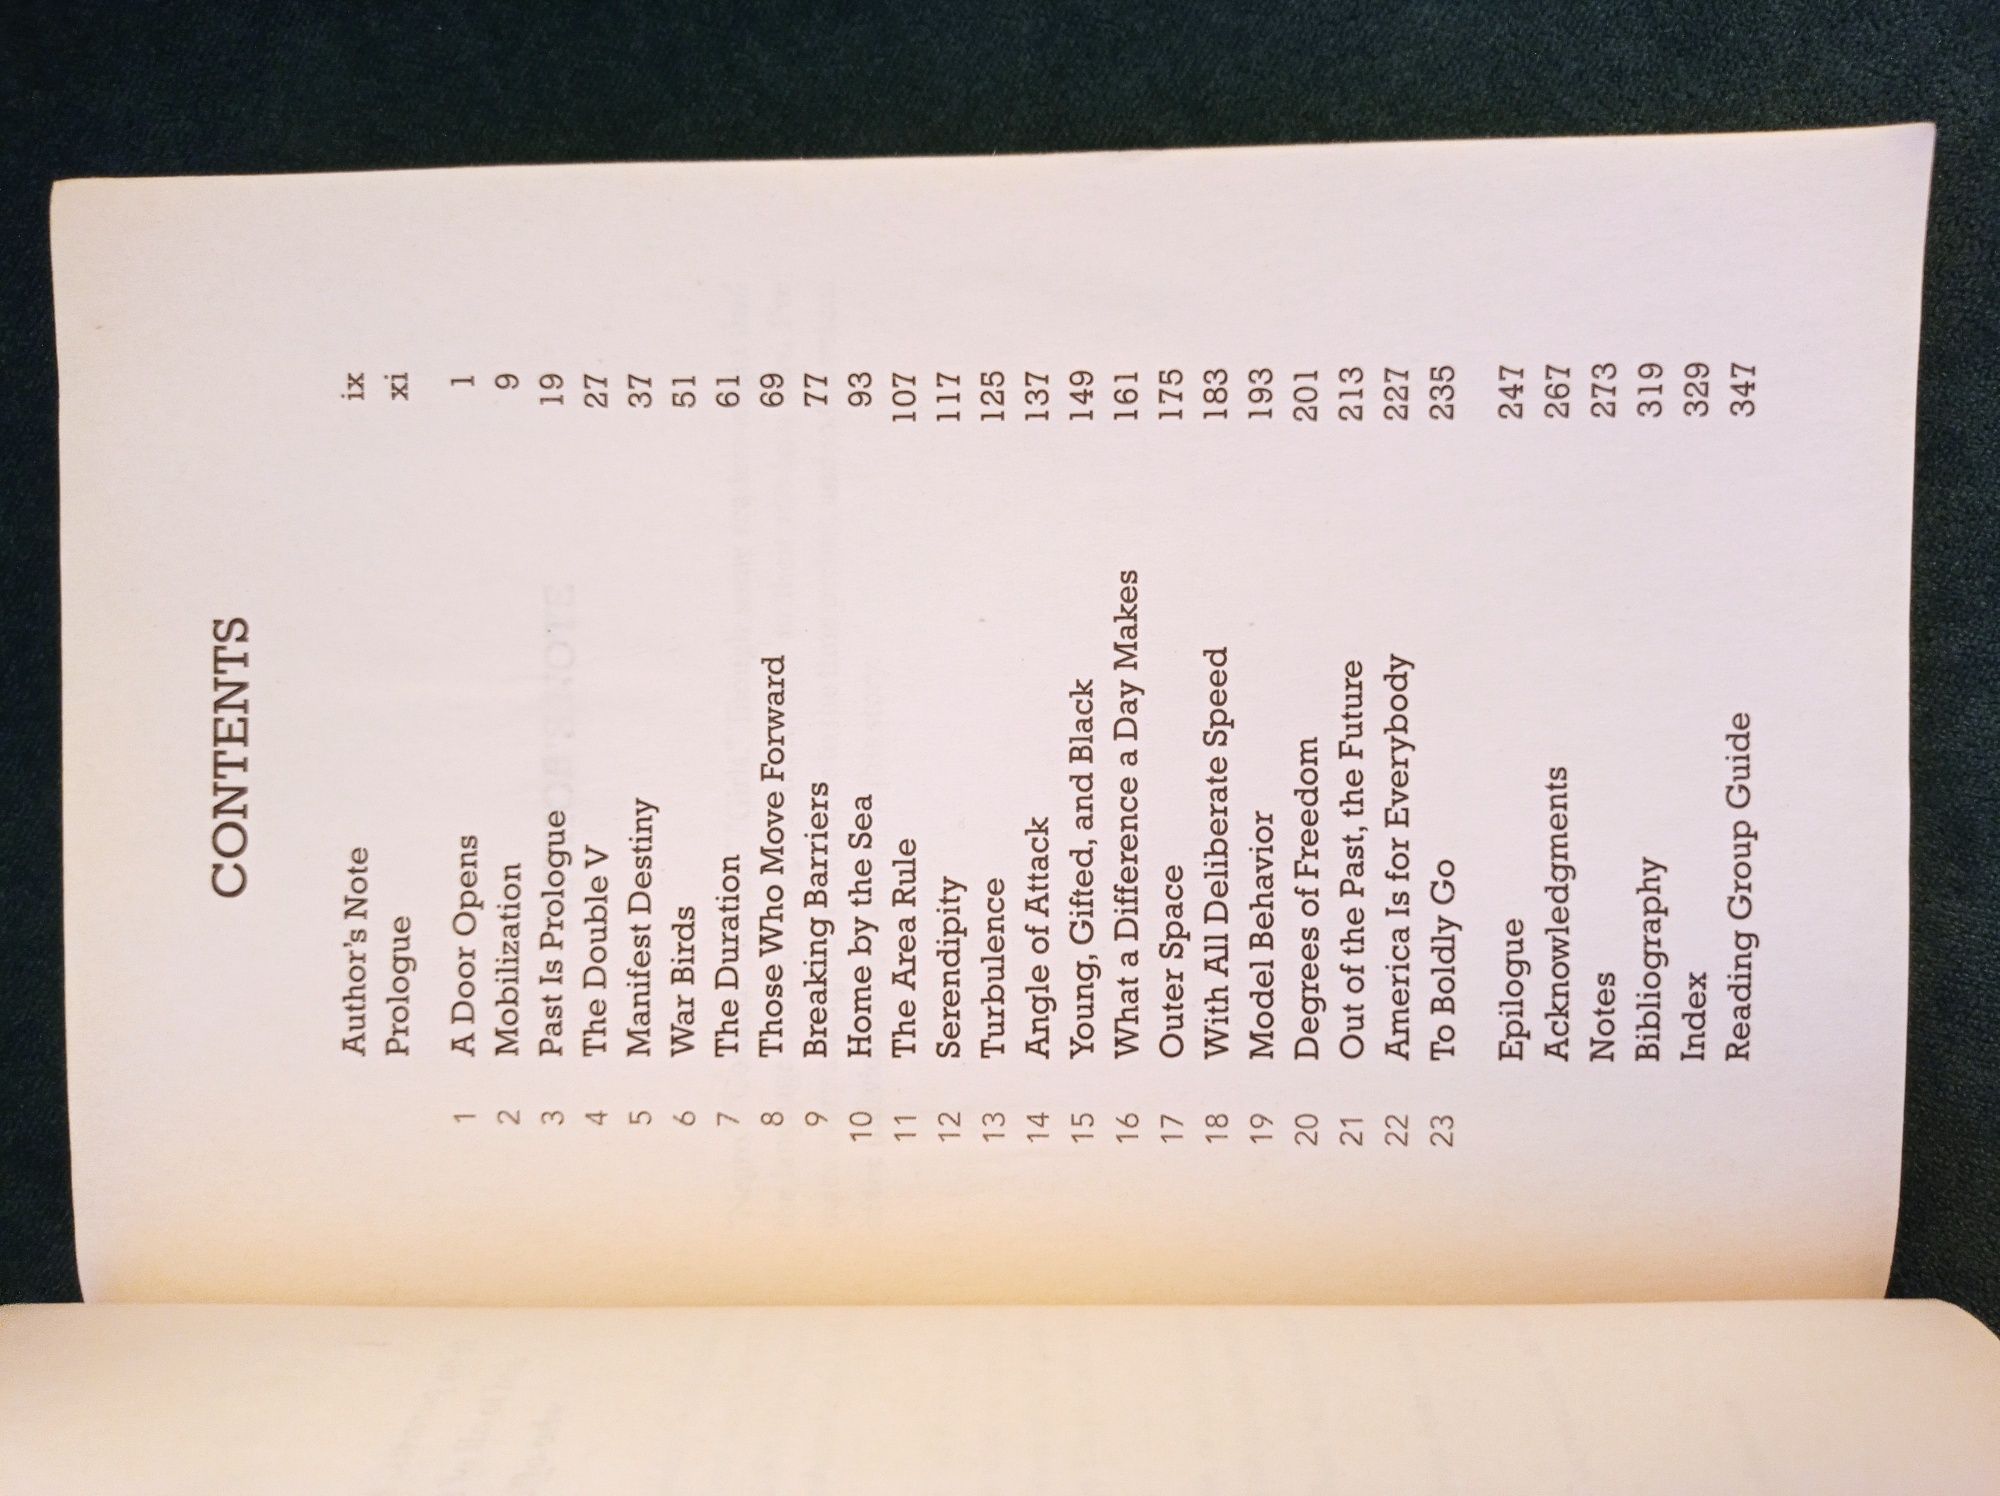 CONTENTS
Author's Note ix
Prologue xi
1 A Door Opens 1
2 Mobilization 9
3 Past Is Prologue 19
4 The Double V 27
5 Manifest Destiny 37
6 War Birds 51
7 The Duration 61
8 Those Who Move Forward 69
9 Breaking Barriers 77
10 Home by the Sea 93
11 The Area Rule 107
12 Serendipity 117
13 Turbulence 125
14 Angle of Attack 137
15 Young, Gifted, and Black 149
16 What a Difference a Day Makes 161
17 Outer Space 175
18 With All Deliberate Speed 183
19 Model Behavior 193
20 Degrees of Freedom 201
21 Out of the Past, the Future 213
22 America Is for Everybody 227
23 To Boldly Go 235
Epilogue 247
Acknowledgments 267
Notes 273
Bibliography 319
Index 329
Reading Group Guide 347